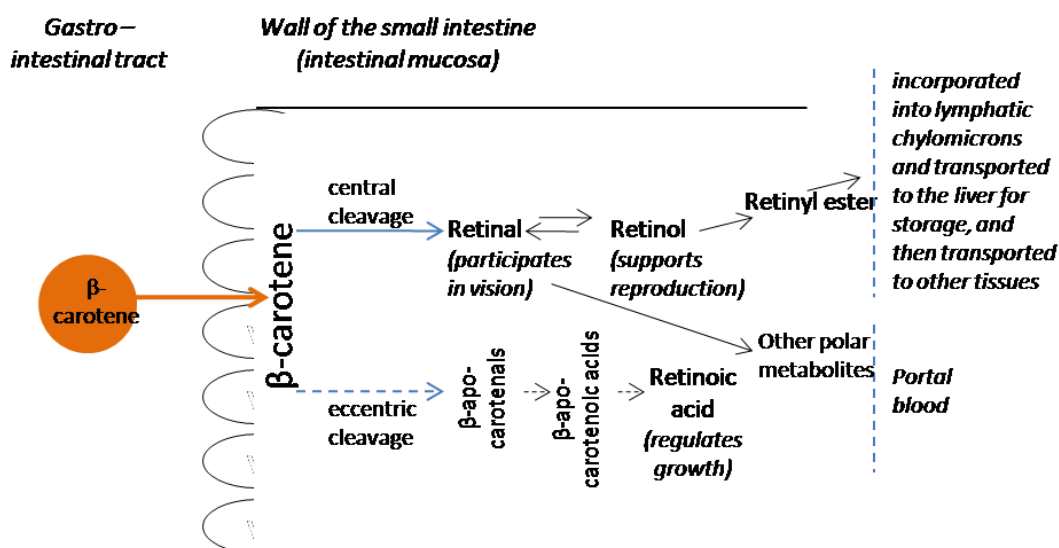 Gastro –
intestinal tract
Wall of the small intestine
(intestinal mucosa)
incorporated
into lymphatic
chylomicrons
and transported
to the liver for
storage, and
then transported
to other tissues
β-
carotene
β-carotene
central
cleavage
Retinal
(participates
in vision)
Retinol
(supports
reproduction)
Retinyl ester
eccentric
cleavage
β-apo-
carotenals
β-apo-
carotenoic acids
Retinoic
acid
(regulates
growth)
Other polar
metabolites
Portal
blood